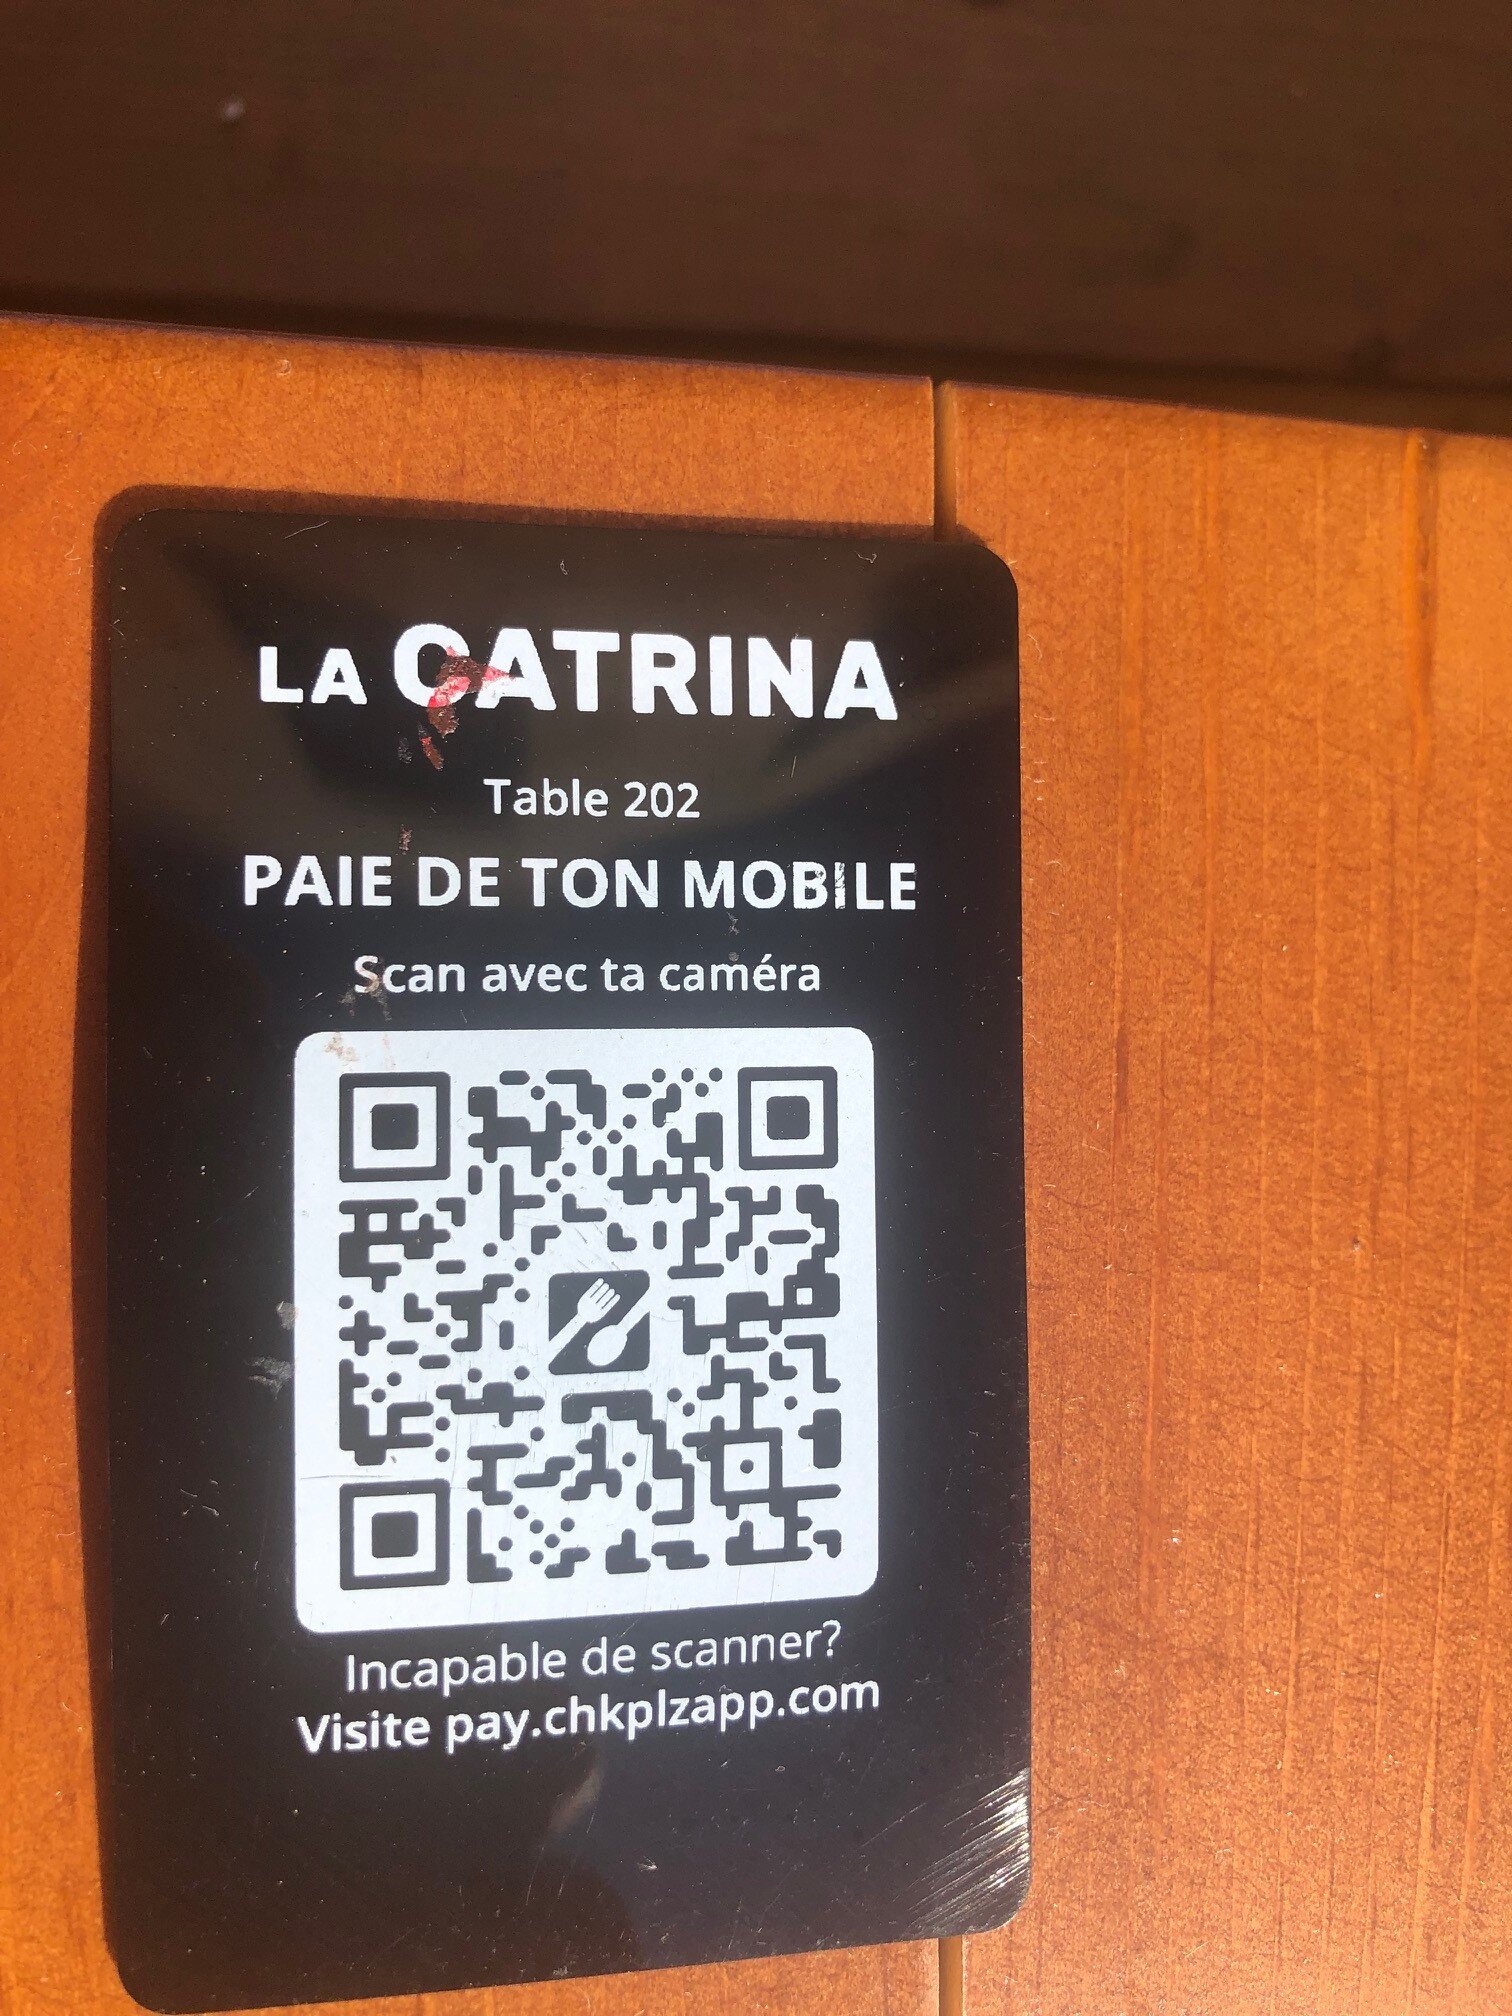 LA CATRINA
Table 202
PAIE DE TON MOBILE
Scan avec ta caméra
Incapable de scanner?
Visite pay.chkplzapp.com